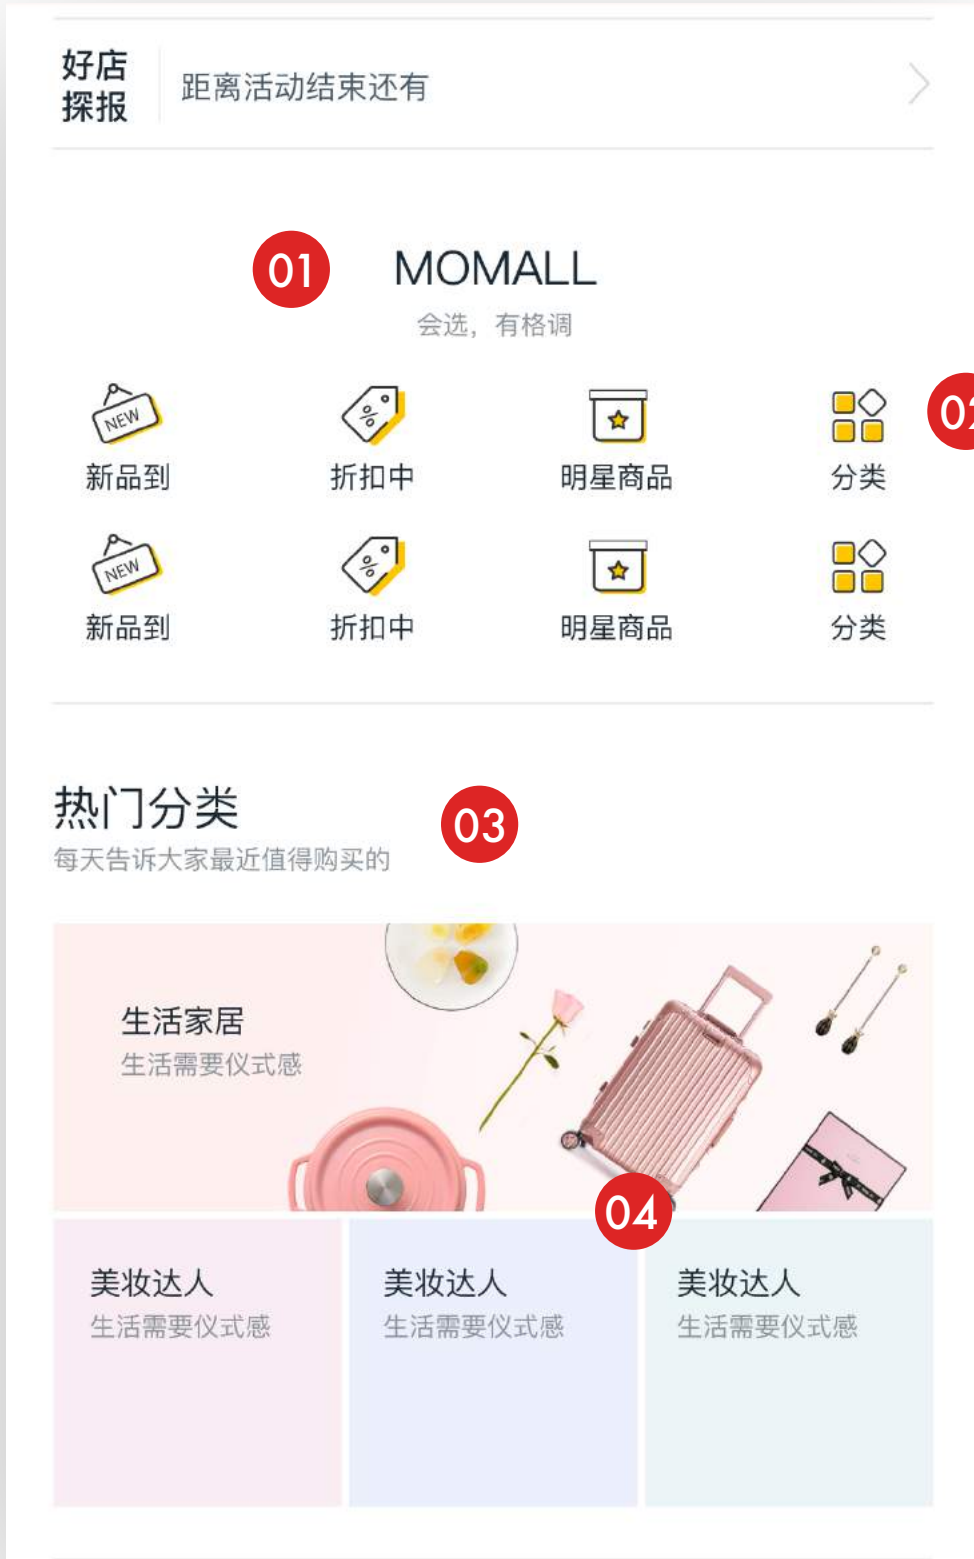 好店
探报
距离活动结束还有
01
MOMALL
会选，有格调
NEW
新品到
折扣中
明星商品
分类
02
NEW
新品到
折扣中
明星商品
分类
热门分类
03
每天告诉大家最近值得购买的
生活家居
生活需要仪式感
04
美妆达人
生活需要仪式感
美妆达人
生活需要仪式感
美妆达人
生活需要仪式感